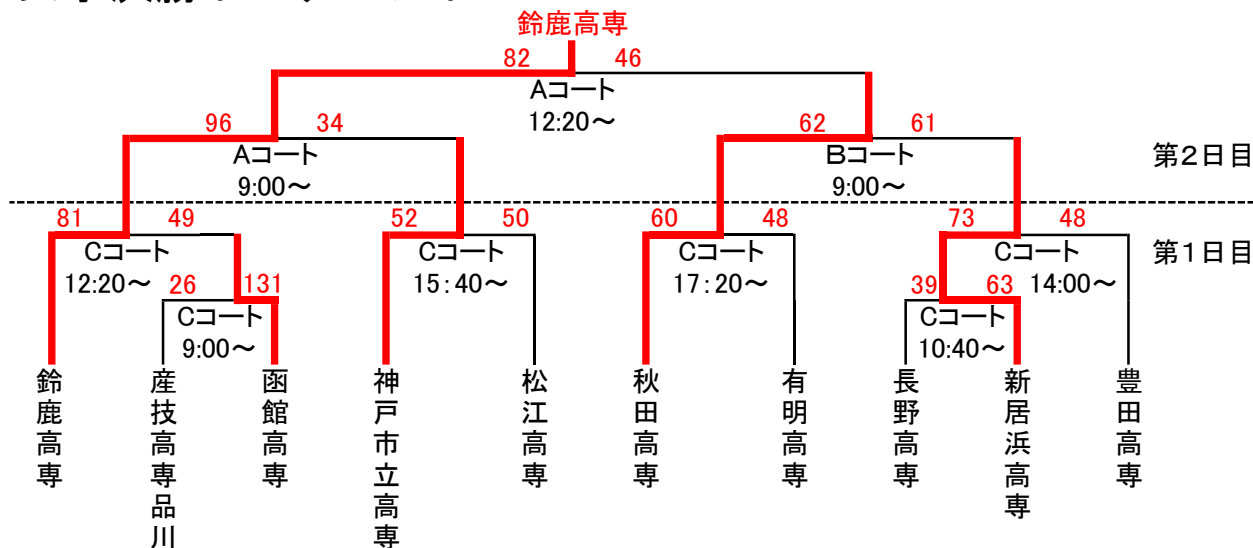 鈴鹿高専
82 46
Aコート
12:20～
96 34
62 61
Aコート
Bコート
9:00～
9:00～
第2日目
81 49
52 50
60 48
73 48
Cコート
Cコート
Cコート
Cコート
第1日目
12:20～
15:40～
17:20～
14:00～
26 131
39 63
Cコート
Cコート
9:00～
10:40～
鈴鹿高専
産技高専品川
函館高専
神戸市立高専
松江高専
秋田高専
有明高専
長野高専
新居浜高専
豊田高専